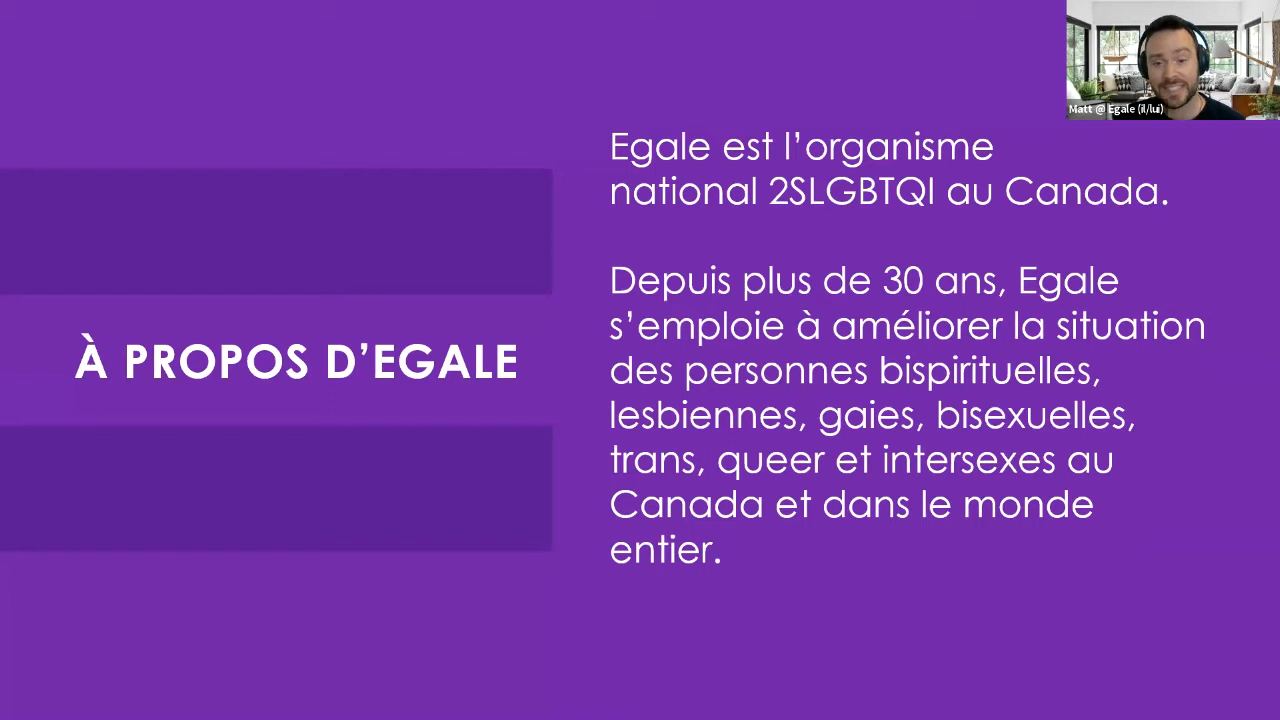 Matt @ Egale (il/lui)
À PROPOS D’EGALE
Egale est l’organisme
national 2SLGBTQI au Canada.
Depuis plus de 30 ans, Egale
s’emploie à améliorer la situation
des personnes bispirituelles,
lesbiennes, gaies, bisexuelles,
trans, queer et intersexes au
Canada et dans le monde
entier.